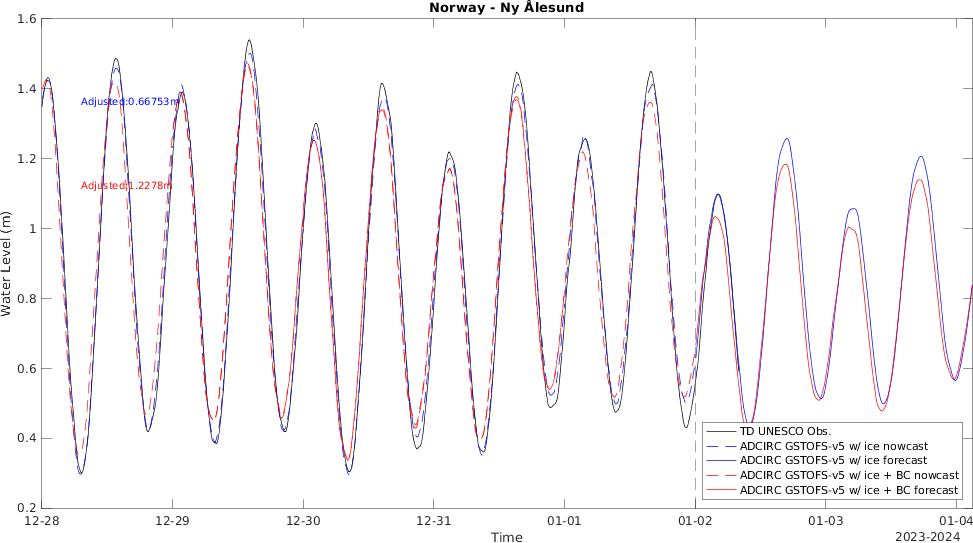 Norway - Ny Ålesund
1.6
1.4
1.2
1
0.8
0.6
0.4
0.2
Water Level (m)
Adjusted:0.66753m
Adjusted:1.2278m
TD UNESCO Obs.
ADCIRC GSTOFS-v5 w/ ice nowcast
ADCIRC GSTOFS-v5 w/ ice forecast
ADCIRC GSTOFS-v5 w/ ice + BC nowcast
ADCIRC GSTOFS-v5 w/ ice + BC forecast
12-28 12-29 12-30 12-31 01-01 01-02 01-03 01-04
Time
2023-2024